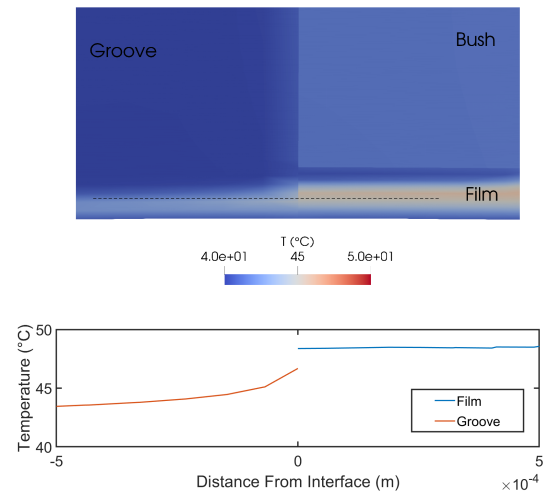 Groove
Bush
Film
T (°C)
4.0e+01 45 5.0e+01
50
45
40
Temperature (°C)
Film
Groove
-5 0 5
Distance From Interface (m)
×10⁻⁴